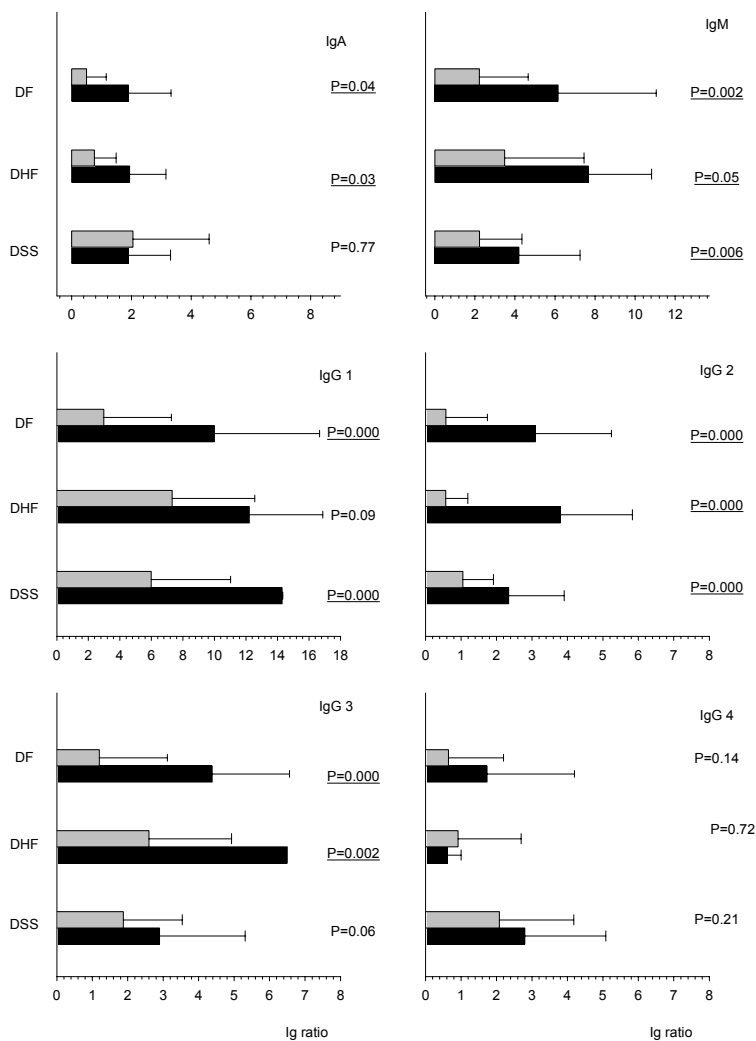 IgA
DF
P=0.04
DHF
P=0.03
DSS
P=0.77
0 2 4 6 8
IgM
P=0.002
P=0.05
P=0.006
0 2 4 6 8 10 12
IgG 1
DF
P=0.000
DHF
P=0.09
DSS
P=0.000
0 2 4 6 8 10 12 14 16 18
IgG 2
P=0.000
P=0.000
P=0.000
0 1 2 3 4 5 6 7 8
IgG 3
DF
P=0.000
DHF
P=0.002
DSS
P=0.06
0 1 2 3 4 5 6 7 8
Ig ratio
IgG 4
P=0.14
P=0.72
P=0.21
0 1 2 3 4 5 6 7 8
Ig ratio